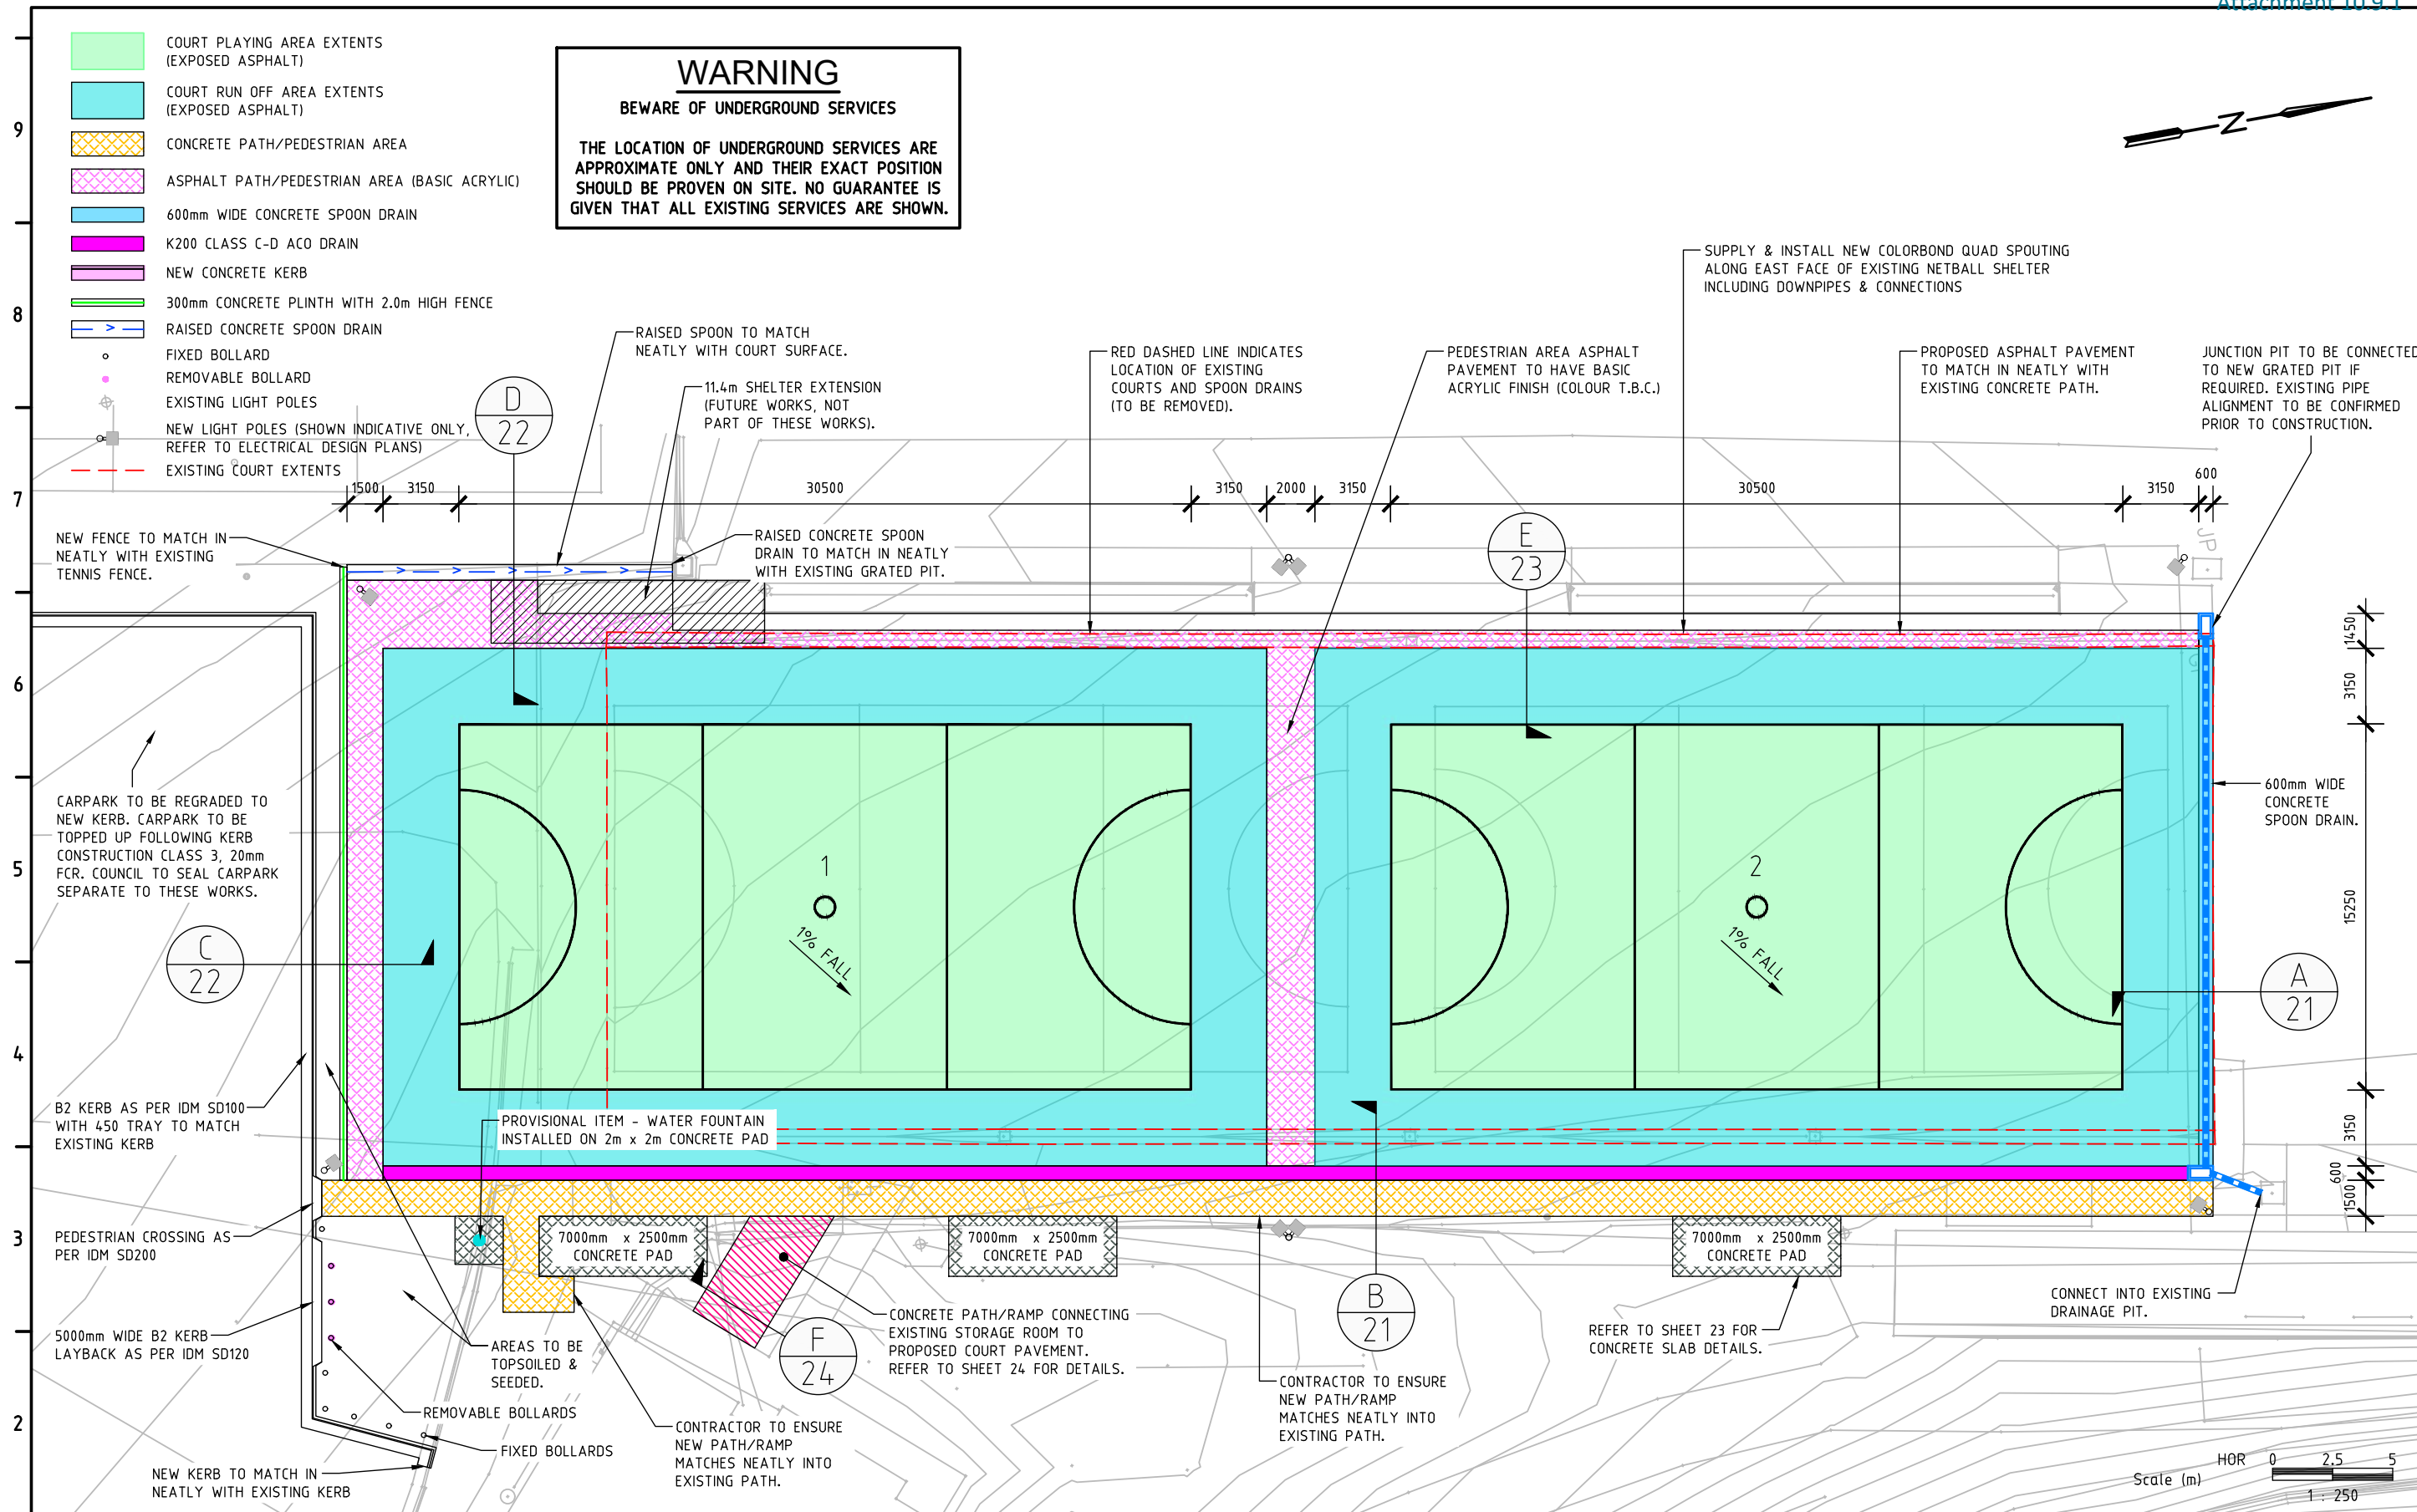 Attachment 10.9.1
COURT PLAYING AREA EXTENTS
(EXPOSED ASPHALT)
COURT RUN OFF AREA EXTENTS
(EXPOSED ASPHALT)
CONCRETE PATH/PEDESTRIAN AREA
ASPHALT PATH/PEDESTRIAN AREA (BASIC ACRYLIC)
600mm WIDE CONCRETE SPOON DRAIN
K200 CLASS C-D ACO DRAIN
NEW CONCRETE KERB
300mm CONCRETE PLINTH WITH 2.0m HIGH FENCE
RAISED CONCRETE SPOON DRAIN
FIXED BOLLARD
REMOVABLE BOLLARD
EXISTING LIGHT POLES
NEW LIGHT POLES (SHOWN INDICATIVE ONLY,
REFER TO ELECTRICAL DESIGN PLANS)
EXISTING COURT EXTENTS
WARNING
BEWARE OF UNDERGROUND SERVICES
THE LOCATION OF UNDERGROUND SERVICES ARE
APPROXIMATE ONLY AND THEIR EXACT POSITION
SHOULD BE PROVEN ON SITE. NO GUARANTEE IS
GIVEN THAT ALL EXISTING SERVICES ARE SHOWN.
N
9
8
7
6
5
4
3
2
SUPPLY & INSTALL NEW COLORBOND QUAD SPOUTING
ALONG EAST FACE OF EXISTING NETBALL SHELTER
INCLUDING DOWNPIPES & CONNECTIONS
RAISED SPOON TO MATCH
NEATLY WITH COURT SURFACE.
11.4m SHELTER EXTENSION
(FUTURE WORKS, NOT
PART OF THESE WORKS).
RED DASHED LINE INDICATES
LOCATION OF EXISTING
COURTS AND SPOON DRAINS
(TO BE REMOVED).
PEDESTRIAN AREA ASPHALT
PAVEMENT TO HAVE BASIC
ACRYLIC FINISH (COLOUR T.B.C.)
PROPOSED ASPHALT PAVEMENT
TO MATCH IN NEATLY WITH
EXISTING CONCRETE PATH.
JUNCTION PIT TO BE CONNECTED
TO NEW GRATED PIT IF
REQUIRED. EXISTING PIPE
ALIGNMENT TO BE CONFIRMED
PRIOR TO CONSTRUCTION.
D
22
1500
3150
30500
3150
2000
3150
30500
3150
600
NEW FENCE TO MATCH IN
NEATLY WITH EXISTING
TENNIS FENCE.
RAISED CONCRETE SPOON
DRAIN TO MATCH IN NEATLY
WITH EXISTING GRATED PIT.
E
23
JP
1450
3150
15250
3150
600
1500
CARPARK TO BE REGRADED TO
NEW KERB. CARPARK TO BE
TOPPED UP FOLLOWING KERB
CONSTRUCTION CLASS 3, 20mm
FCR. COUNCIL TO SEAL CARPARK
SEPARATE TO THESE WORKS.
600mm WIDE
CONCRETE
SPOON DRAIN.
1
1% FALL
2
1% FALL
C
22
A
21
B2 KERB AS PER IDM SD100
WITH 450 TRAY TO MATCH
EXISTING KERB
PROVISIONAL ITEM - WATER FOUNTAIN
INSTALLED ON 2m x 2m CONCRETE PAD
PEDESTRIAN CROSSING AS
PER IDM SD200
7000mm x 2500mm
CONCRETE PAD
7000mm x 2500mm
CONCRETE PAD
7000mm x 2500mm
CONCRETE PAD
5000mm WIDE B2 KERB
LAYBACK AS PER IDM SD120
AREAS TO BE
TOPSOILED &
SEEDED.
F
24
CONCRETE PATH/RAMP CONNECTING
EXISTING STORAGE ROOM TO
PROPOSED COURT PAVEMENT.
REFER TO SHEET 24 FOR DETAILS.
B
21
REFER TO SHEET 23 FOR
CONCRETE SLAB DETAILS.
CONNECT INTO EXISTING
DRAINAGE PIT.
REMOVABLE BOLLARDS
FIXED BOLLARDS
CONTRACTOR TO ENSURE
NEW PATH/RAMP
MATCHES NEATLY INTO
EXISTING PATH.
CONTRACTOR TO ENSURE
NEW PATH/RAMP
MATCHES NEATLY INTO
EXISTING PATH.
NEW KERB TO MATCH IN
NEATLY WITH EXISTING KERB
HOR 0 2.5 5
Scale (m)
1 : 250